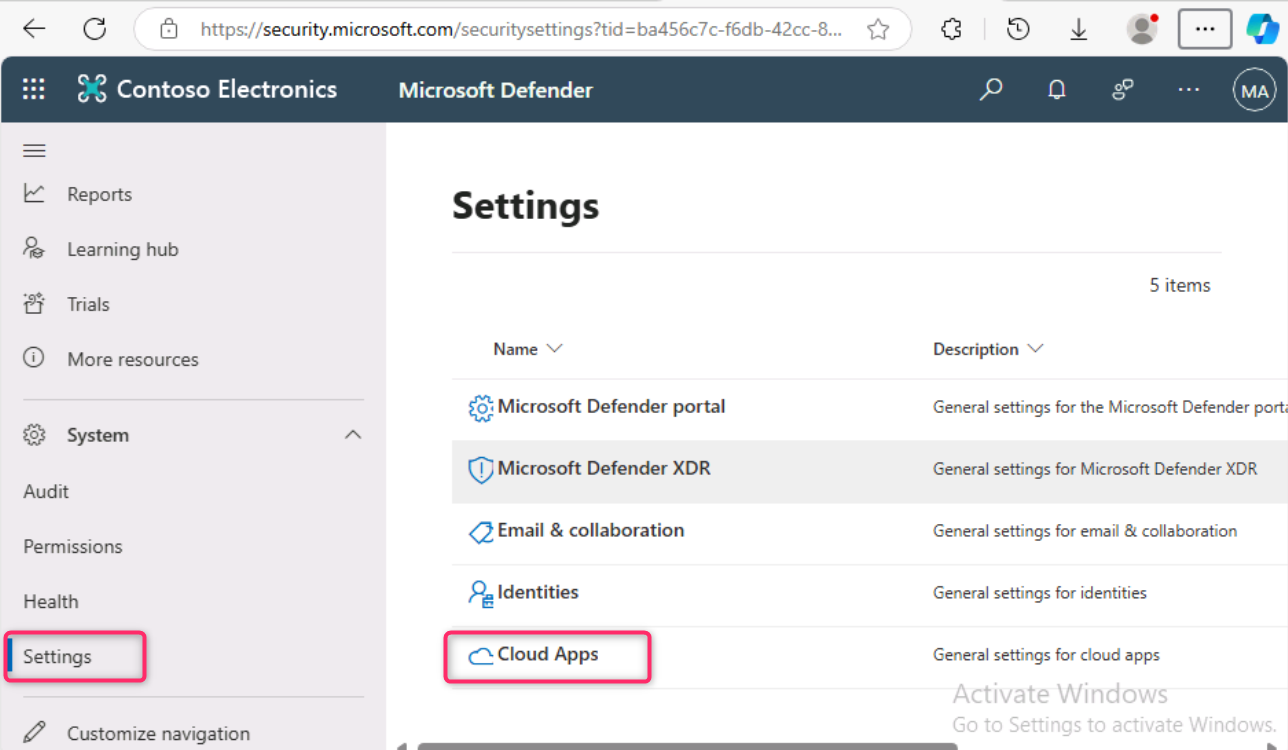 https://security.microsoft.com/securitysettings?tid=ba456c7c-f6db-42cc-8...
Contoso Electronics
Microsoft Defender
MA
Reports
Learning hub
Trials
More resources
System
Audit
Permissions
Health
Settings
Customize navigation
Settings
5 items
Name
Description
Microsoft Defender portal
General settings for the Microsoft Defender porta
Microsoft Defender XDR
General settings for Microsoft Defender XDR
Email & collaboration
General settings for email & collaboration
Identities
General settings for identities
Cloud Apps
General settings for cloud apps
Activate Windows
Go to Settings to activate Windows.